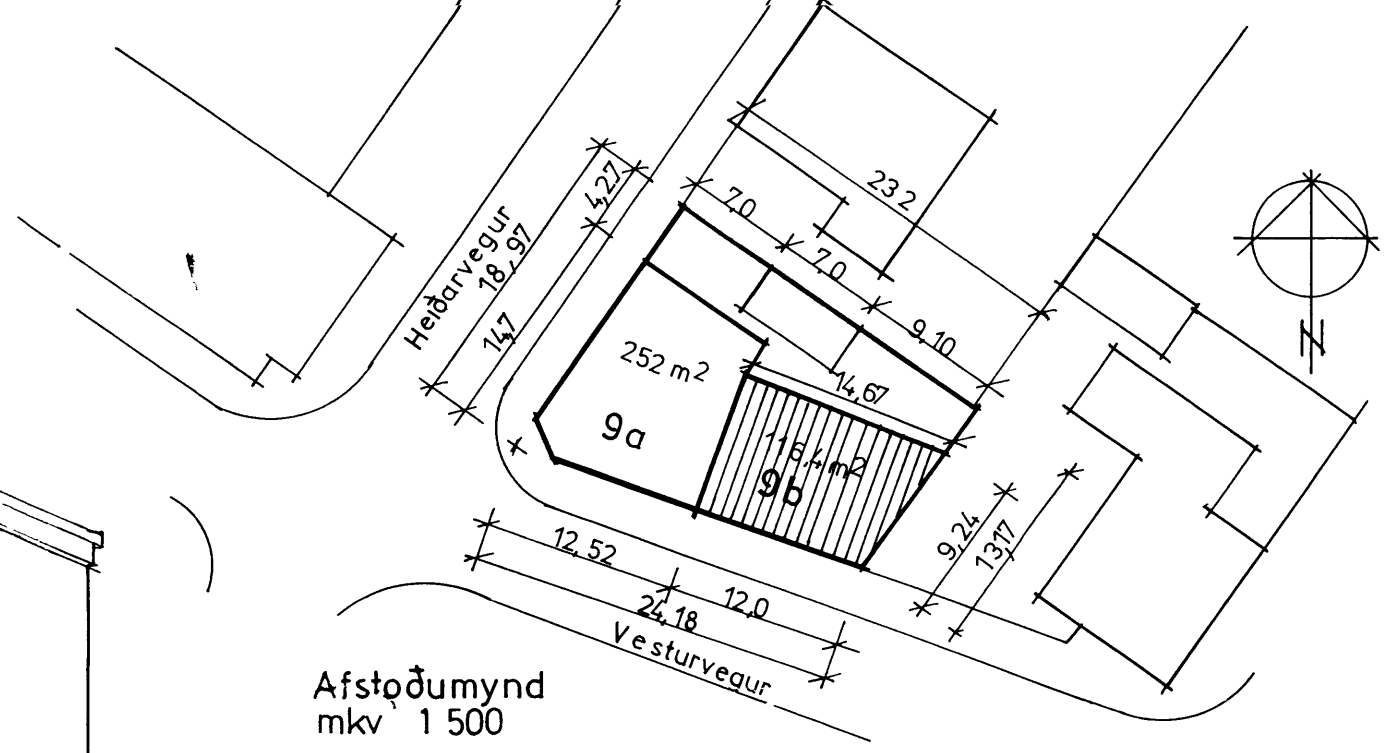 23 2
7,0
4,27
Heiðarvegur
18,97
7,0
14,7
9,10
252 m2
14,67
9a
116,4 m2
9b
N
9,24
13,17
12,52
12,0
24,18
Vesturvegur
Afstoðumynd
mkv 1 500